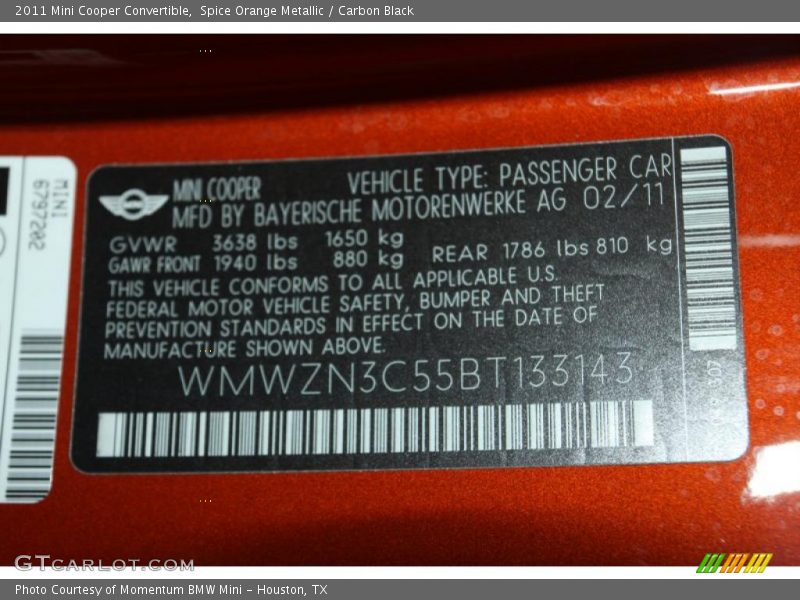 2011 Mini Cooper Convertible, Spice Orange Metallic / Carbon Black
MINI
6797202
MINI COOPER
VEHICLE TYPE: PASSENGER CAR
MFD BY BAYERISCHE MOTORENWERKE AG 02/11
GVWR 3638 lbs 1650 kg
GAWR FRONT 1940 lbs 880 kg REAR 1786 lbs 810 kg
THIS VEHICLE CONFORMS TO ALL APPLICABLE U.S.
FEDERAL MOTOR VEHICLE SAFETY, BUMPER AND THEFT
PREVENTION STANDARDS IN EFFECT ON THE DATE OF
MANUFACTURE SHOWN ABOVE.
WMWZN3C55BT133143
GTcarlot.com
Photo Courtesy of Momentum BMW Mini - Houston, TX